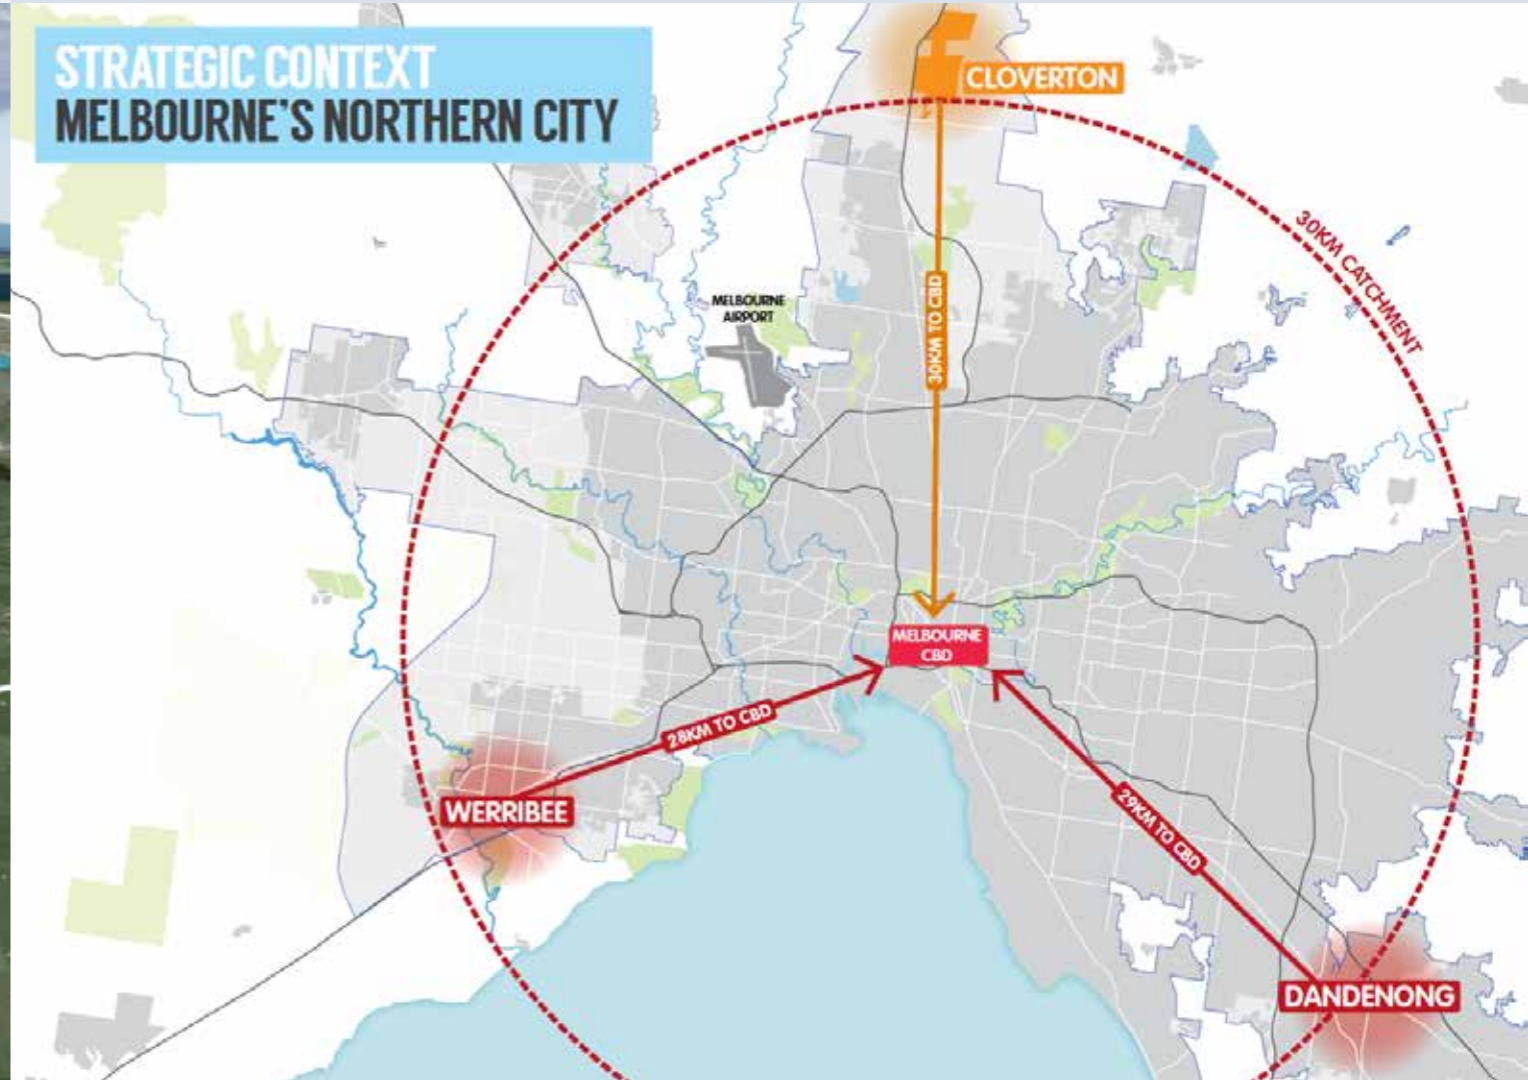 STRATEGIC CONTEXT
MELBOURNE'S NORTHERN CITY
CLOVERTON
30KM CATCHMENT
MELBOURNE
AIRPORT
30KM TO CBD
MELBOURNE
CBD
28KM TO CBD
WERRIBEE
29KM TO CBD
DANDENONG